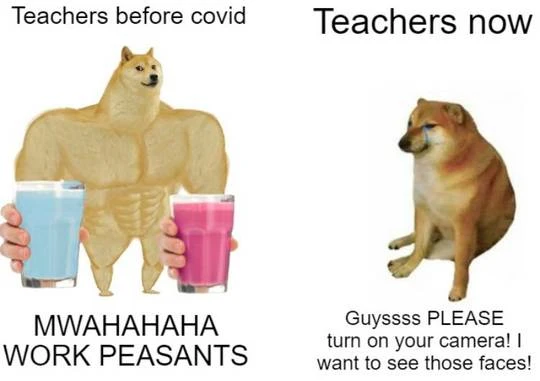 Teachers before covid
Teachers now
MWAHAHAHA
WORK PEASANTS
Guyssss PLEASE
turn on your camera! I
want to see those faces!